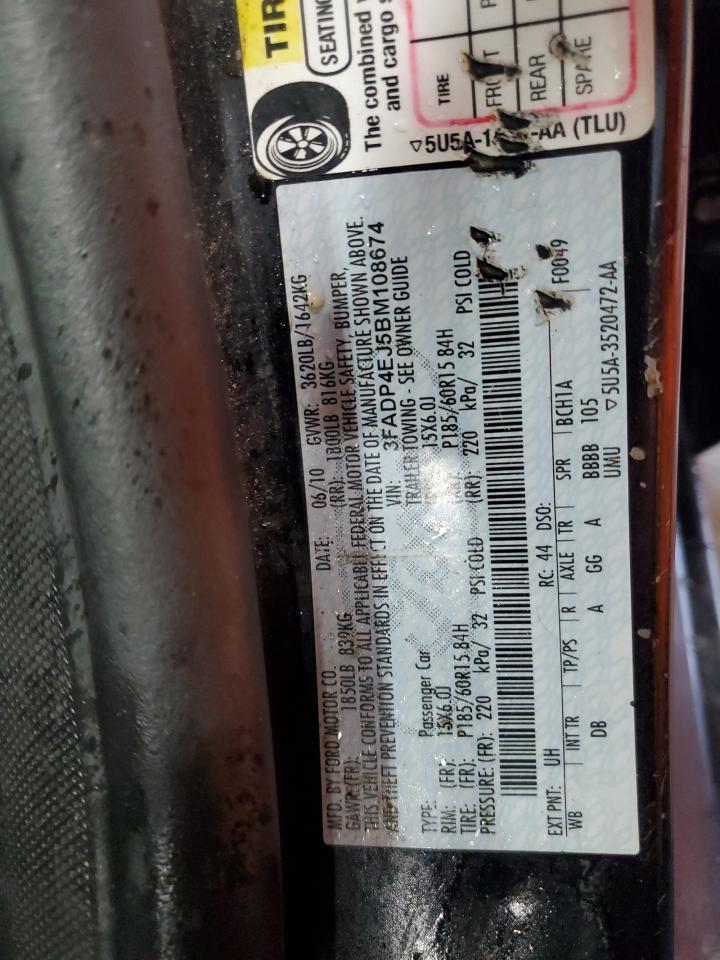 TIR
SEATING
The combined w
and cargo s
TIRE
FRONT
REAR
SPARE
▽5U5A- -AA (TLU)
MFD. BY FORD MOTOR CO. DATE: 06/10 GVWR: 3620LB/1642KG
GAWR(FR): 1850LB 839KG (RR): 1800LB 816KG
THIS VEHICLE CONFORMS TO ALL APPLICABLE FEDERAL MOTOR VEHICLE SAFETY, BUMPER,
AND THEFT PREVENTION STANDARDS IN EFFECT ON THE DATE OF MANUFACTURE SHOWN ABOVE.
VIN: 3FADP4EJ5BM108674
TYPE: Passenger Car TRAILER TOWING - SEE OWNER GUIDE
RIM: (FR): 15X6.0J 15X6.0J
TIRE: (FR): P185/60R15 84H P185/60R15 84H
PRESSURE: (FR): 220 kPa/ 32 PSI COLD (RR): 220 kPa/ 32 PSI COLD
EXT PNT: UH RC: 44 DSO: F0049
WB INT TR TP/PS R AXLE TR SPR BCH1A
DB A GG A BBBB 105
UMU ▽5U5A-3520472-AA